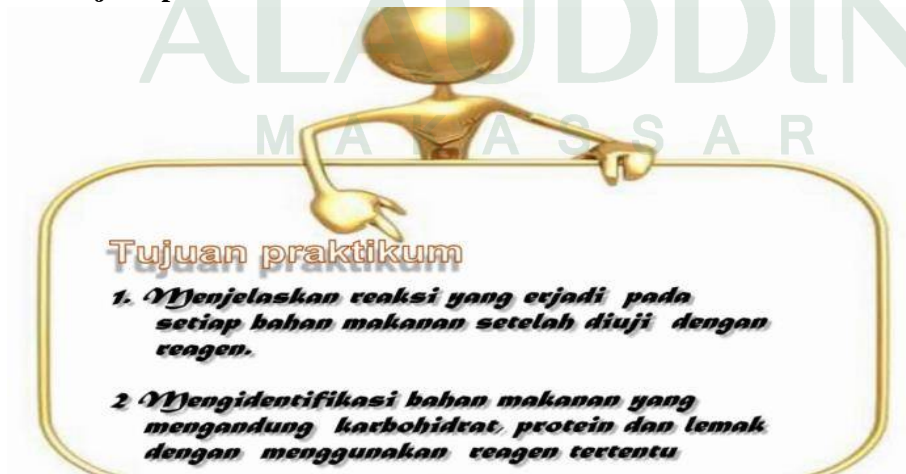 ALAUDDIN
MAKASSAR
Tujuan praktikum
1. Menjelaskan reaksi yang erjadi pada
setiap bahan makanan setelah diuji dengan
reagen.
2 Mengidentifikasi bahan makanan yang
mengandung karbohidrat, protein dan lemak
dengan menggunakan reagen tertentu